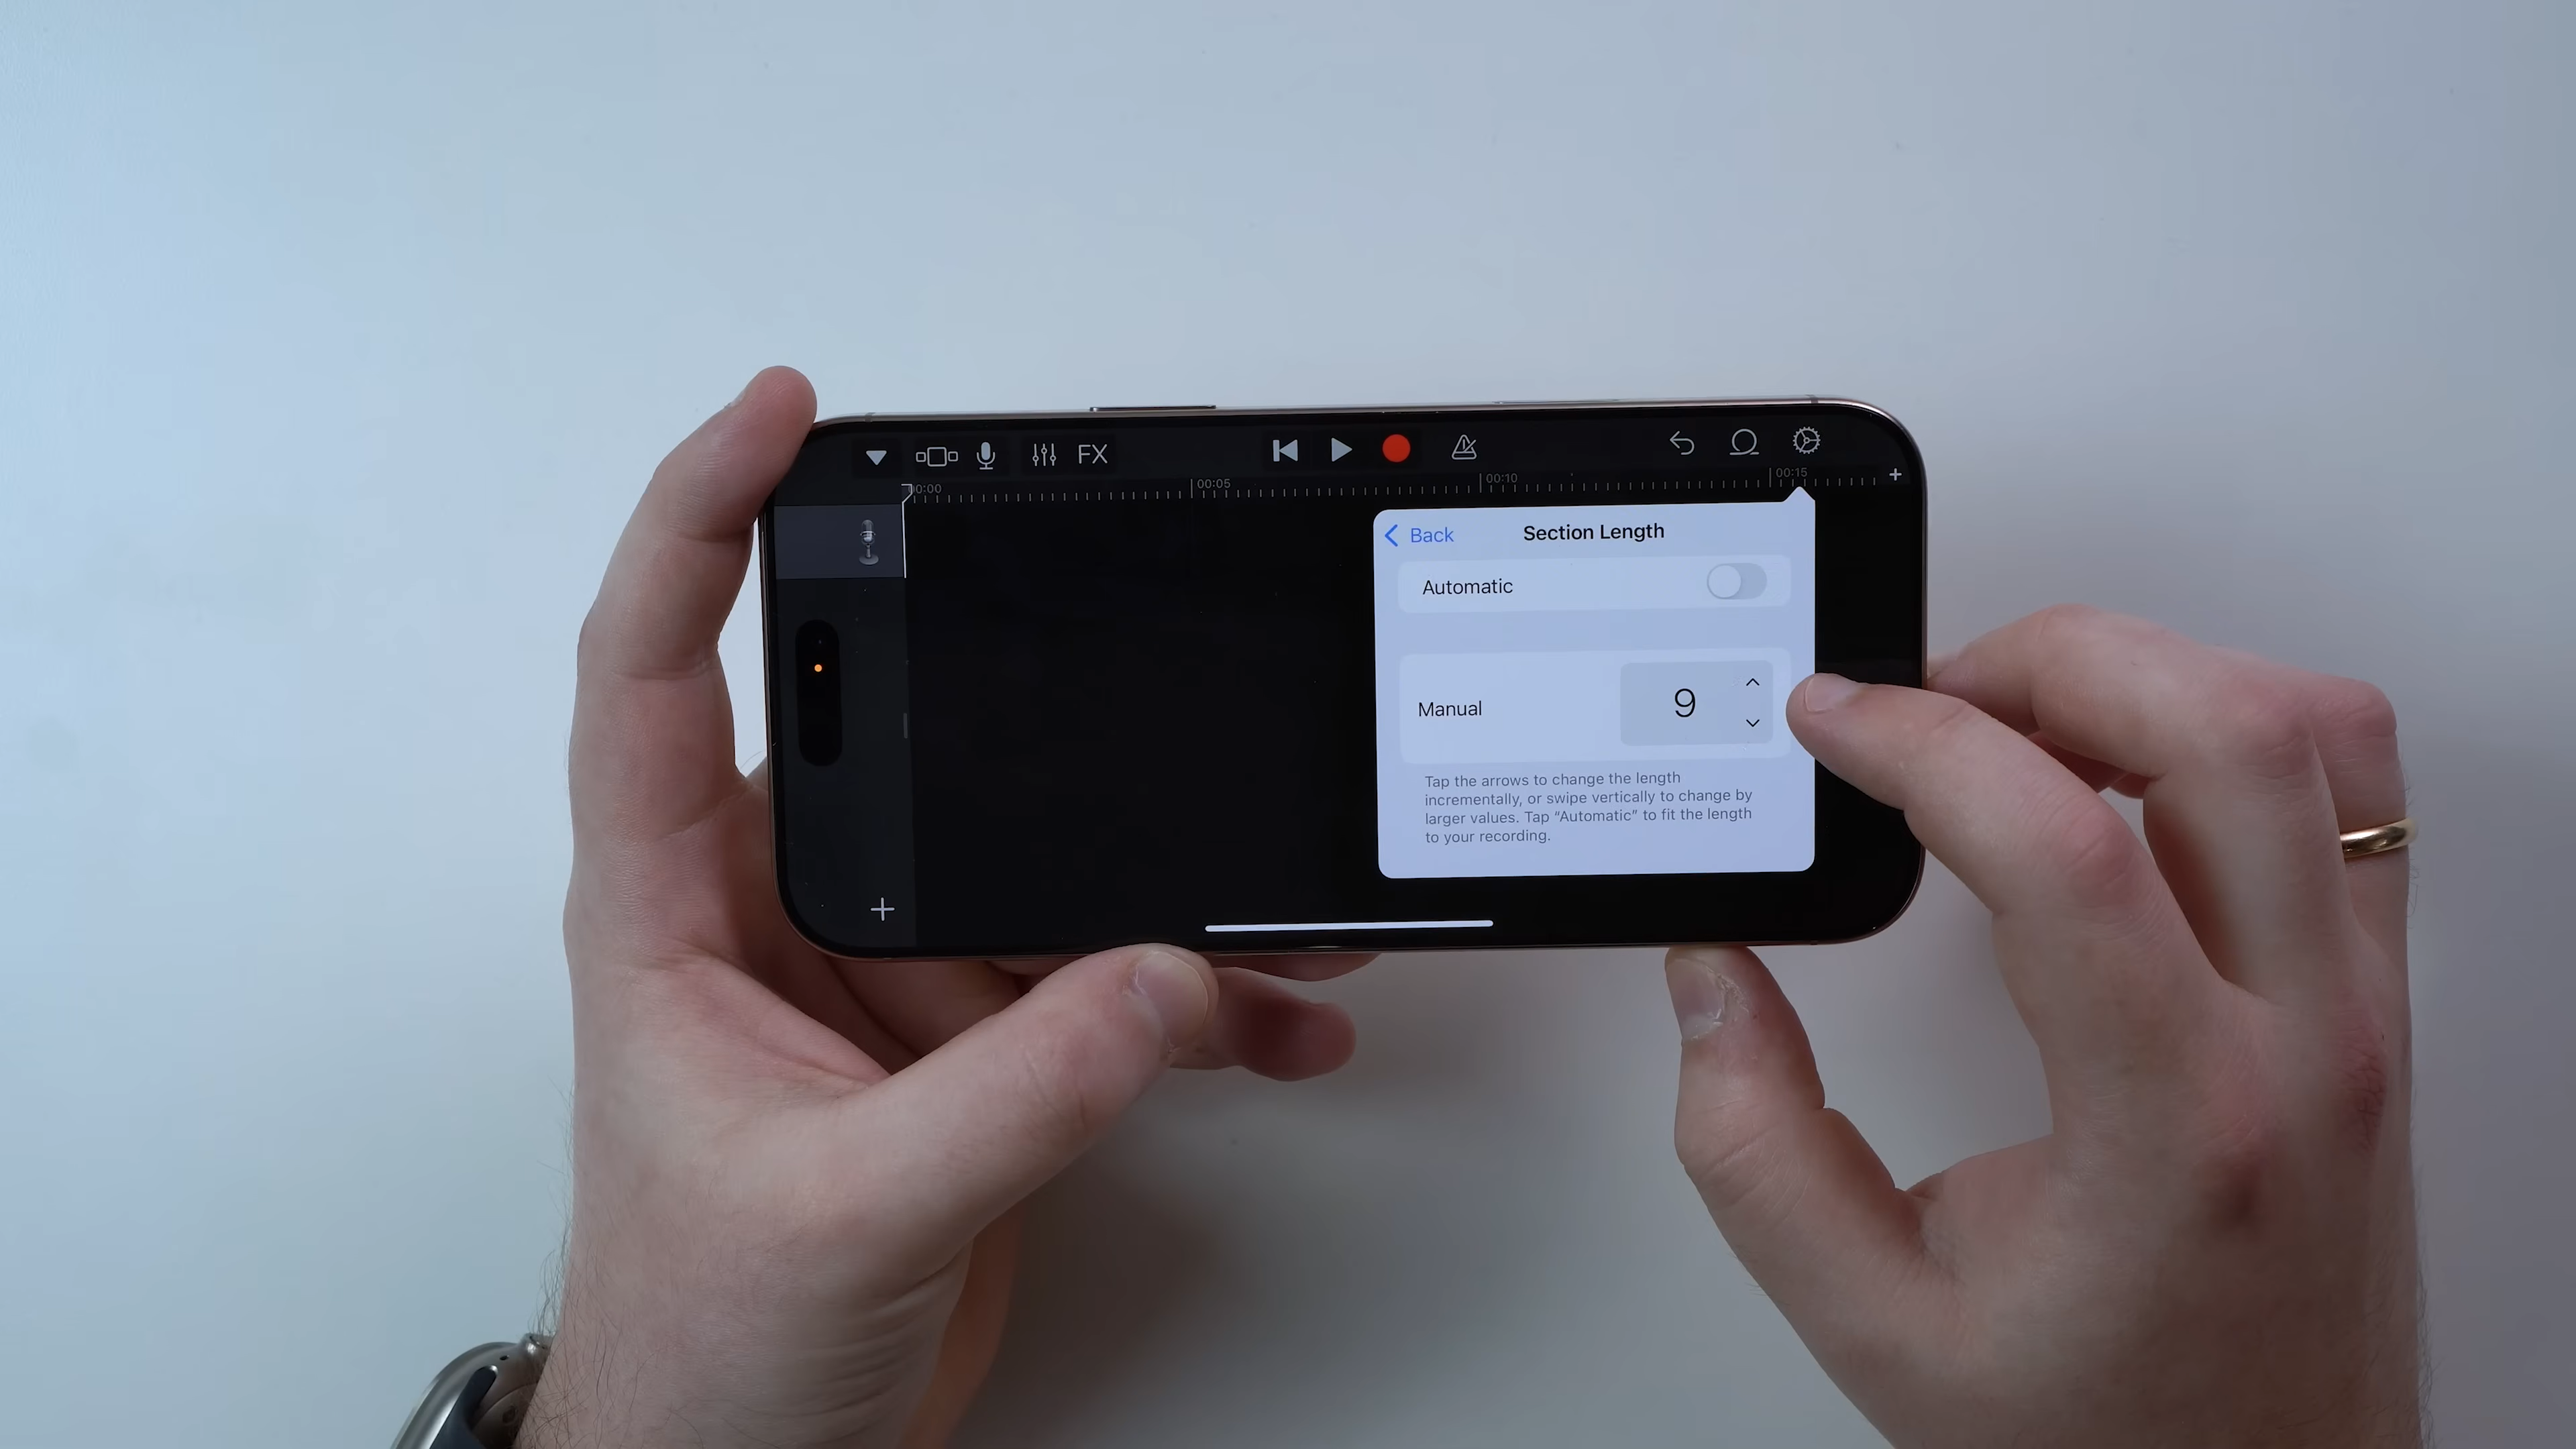 FX
00:00
00:05
00:10
00:15
Back
Section Length
Automatic
Manual
9
Tap the arrows to change the length
incrementally, or swipe vertically to change by
larger values. Tap “Automatic” to fit the length
to your recording.